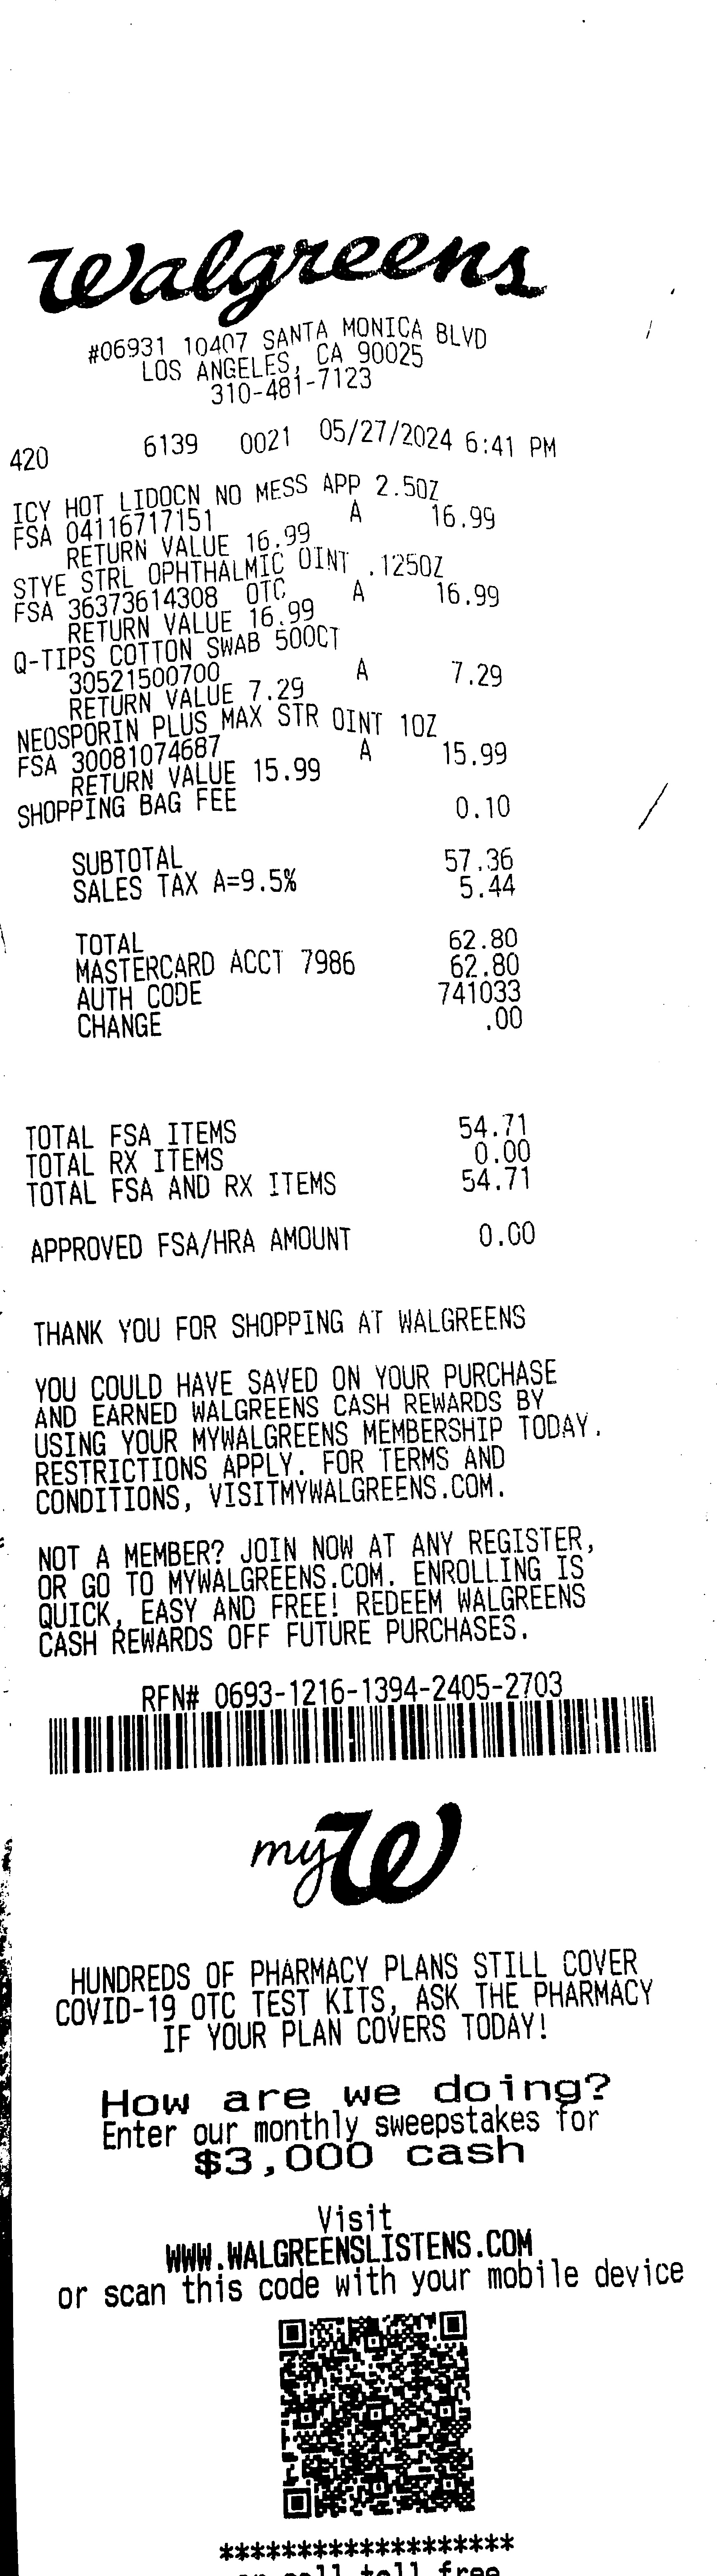 Walgreens
#06931 10407 SANTA MONICA BLVD
LOS ANGELES, CA 90025
310-481-7123
420 6139 0021 05/27/2024 6:41 PM
ICY HOT LIDOCN NO MESS APP 2.5OZ
FSA 04116717151 A 16.99
RETURN VALUE 16.99
STYE STRL OPHTHALMIC OINT .125OZ
FSA 36373614308 OTC A 16.99
RETURN VALUE 16.99
Q-TIPS COTTON SWAB 500CT
30521500700 A 7.29
RETURN VALUE 7.29
NEOSPORIN PLUS MAX STR OINT 1OZ
FSA 30081074687 A 15.99
RETURN VALUE 15.99
SHOPPING BAG FEE 0.10
SUBTOTAL 57.36
SALES TAX A=9.5% 5.44
TOTAL 62.80
MASTERCARD ACCT 7986 62.80
AUTH CODE 741033
CHANGE .00
TOTAL FSA ITEMS 54.71
TOTAL RX ITEMS 0.00
TOTAL FSA AND RX ITEMS 54.71
APPROVED FSA/HRA AMOUNT 0.00
THANK YOU FOR SHOPPING AT WALGREENS
YOU COULD HAVE SAVED ON YOUR PURCHASE
AND EARNED WALGREENS CASH REWARDS BY
USING YOUR MYWALGREENS MEMBERSHIP TODAY.
RESTRICTIONS APPLY. FOR TERMS AND
CONDITIONS, VISITMYWALGREENS.COM.
NOT A MEMBER? JOIN NOW AT ANY REGISTER,
OR GO TO MYWALGREENS.COM. ENROLLING IS
QUICK, EASY AND FREE! REDEEM WALGREENS
CASH REWARDS OFF FUTURE PURCHASES.
RFN# 0693-1216-1394-2405-2703
myW
HUNDREDS OF PHARMACY PLANS STILL COVER
COVID-19 OTC TEST KITS, ASK THE PHARMACY
IF YOUR PLAN COVERS TODAY!
How are we doing?
Enter our monthly sweepstakes for
$3,000 cash
Visit
WWW.WALGREENSLISTENS.COM
or scan this code with your mobile device
*******************
or call toll free